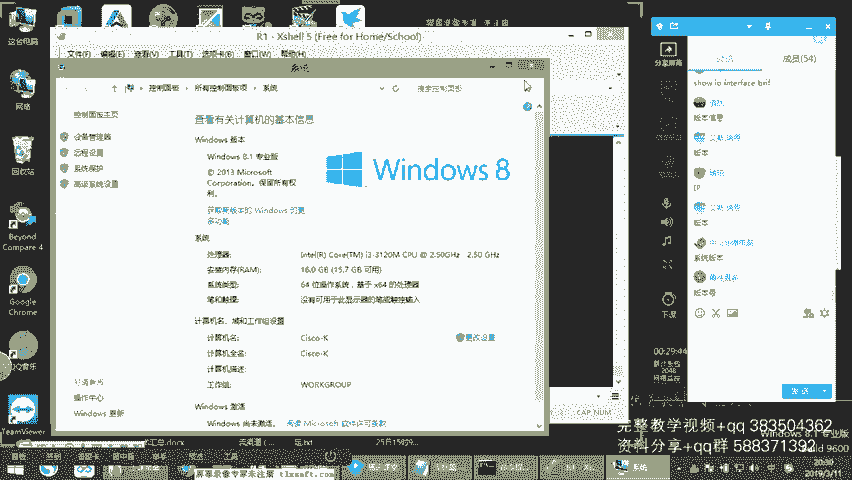 这台电脑
网络
回收站
Beyond
Compare 4
Google
Chrome
QQ音乐
TeamViewer
R1 - Xshell 5 (Free for Home/School)
文件(F) 编辑(E) 查看(V) 工具(T) 选项卡(B) 窗口(W) 帮助(H)
系统
控制面板 所有控制面板项 系统
搜索控制面板
控制面板主页
设备管理器
远程设置
系统保护
高级系统设置
查看有关计算机的基本信息
Windows 版本
Windows 8.1 专业版
© 2013 Microsoft
Corporation。保留所有权
利。
获取新版本的 Windows 的更
多功能
Windows 8
系统
处理器: Intel(R) Core(TM) i3-3120M CPU @ 2.50GHz 2.50 GHz
安装内存(RAM): 16.0 GB (15.7 GB 可用)
系统类型: 64 位操作系统，基于 x64 的处理器
笔和触摸: 没有可用于此显示器的笔或触控输入
计算机名、域和工作组设置
计算机名: Cisco-K
更改设置
计算机全名: Cisco-K
计算机描述:
工作组: WORKGROUP
Windows 激活
Windows 尚未激活。 阅读 Microsoft 软件许可条款
另请参阅
操作中心
Windows 更新
CAP NUM
分享屏幕
下课
00:29:44
成员(54)
show ip interface brif
版本信息
版本
IP
系统版本
版本号
发送
完整教学视频+qq 383504362
资料分享+qq群 588371392
Windows 8.1 专业版
Build 9600
屏幕录像专家未注册 tlxsoft.com
系统
20:30
2019/3/11